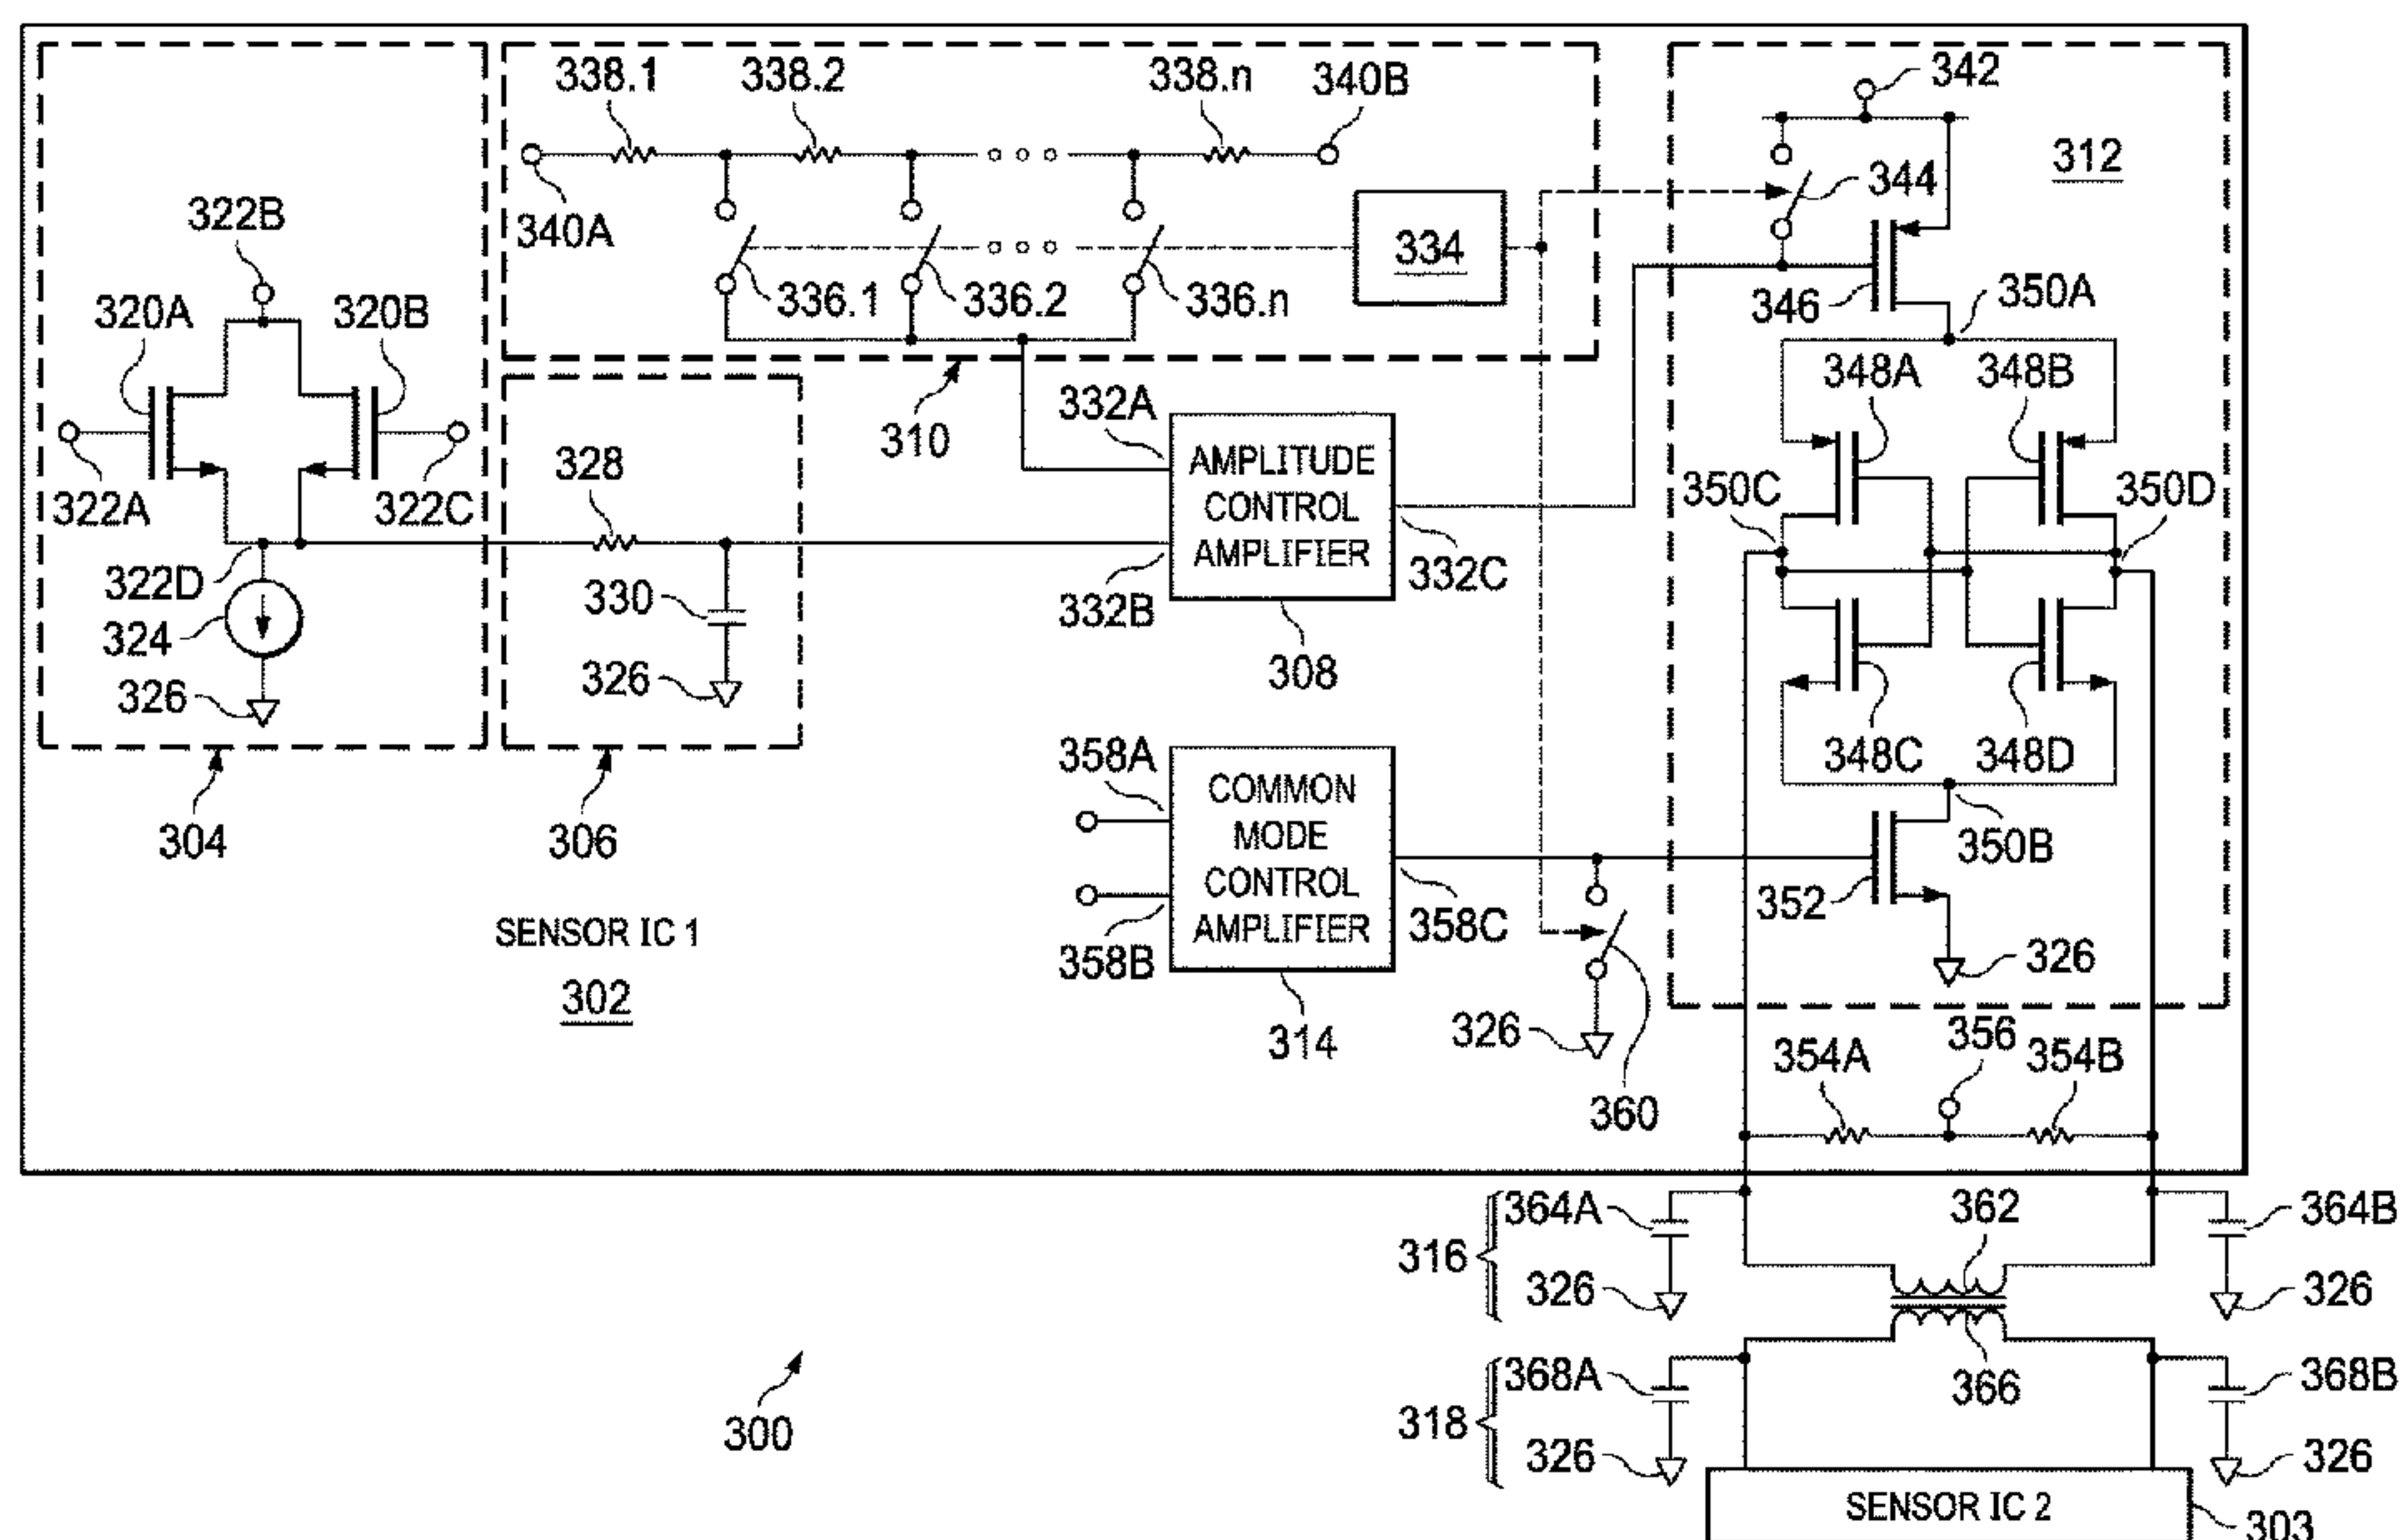 338.1 338.2 338.n 340B 342
312
322B 340A 334 344
320A 320B 336.1 336.2 336.n 346 350A
348A 348B
322A 322C 328 310 332A AMPLITUDE
CONTROL
AMPLIFIER 350C 350D
322D 330 332B 332C
324 308
326 326
348C 348D
304 306 358A COMMON
MODE
CONTROL
AMPLIFIER 350B
SENSOR IC 1 358B 358C 352
302 326
314 326 356
354A 354B
360
316 364A 362 364B
326 326
318 368A 366 368B
300 326 326
SENSOR IC 2 303